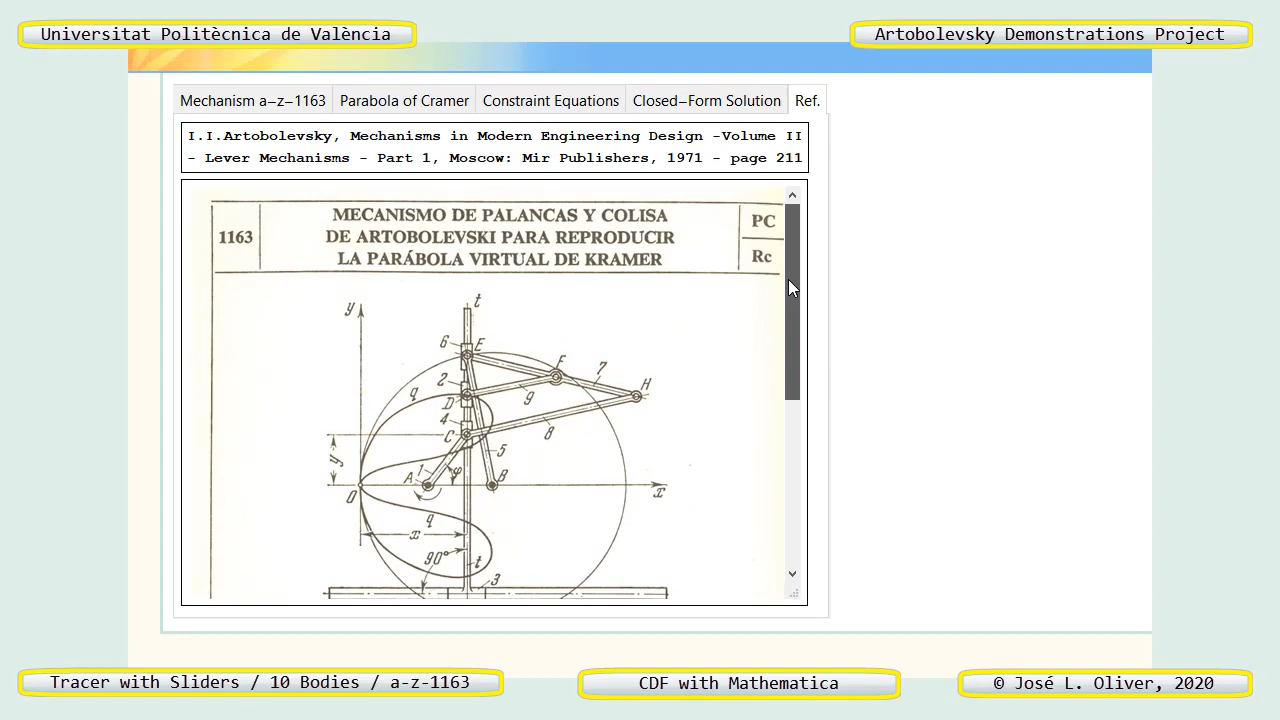 Universitat Politècnica de València
Artobolevsky Demonstrations Project
Mechanism a-z-1163
Parabola of Cramer
Constraint Equations
Closed-Form Solution
Ref.
I.I.Artobolevsky, Mechanisms in Modern Engineering Design -Volume II
- Lever Mechanisms - Part 1, Moscow: Mir Publishers, 1971 - page 211
1163
MECANISMO DE PALANCAS Y COLISA
DE ARTOBOLEVSKI PARA REPRODUCIR
LA PARÁBOLA VIRTUAL DE KRAMER
PC
Rc
y
t
6
E
F
7
H
2
q
D
9
4
C
8
y
1
φ
5
A
B
O
x
q
x
90°
t
3
Tracer with Sliders / 10 Bodies / a-z-1163
CDF with Mathematica
© José L. Oliver, 2020